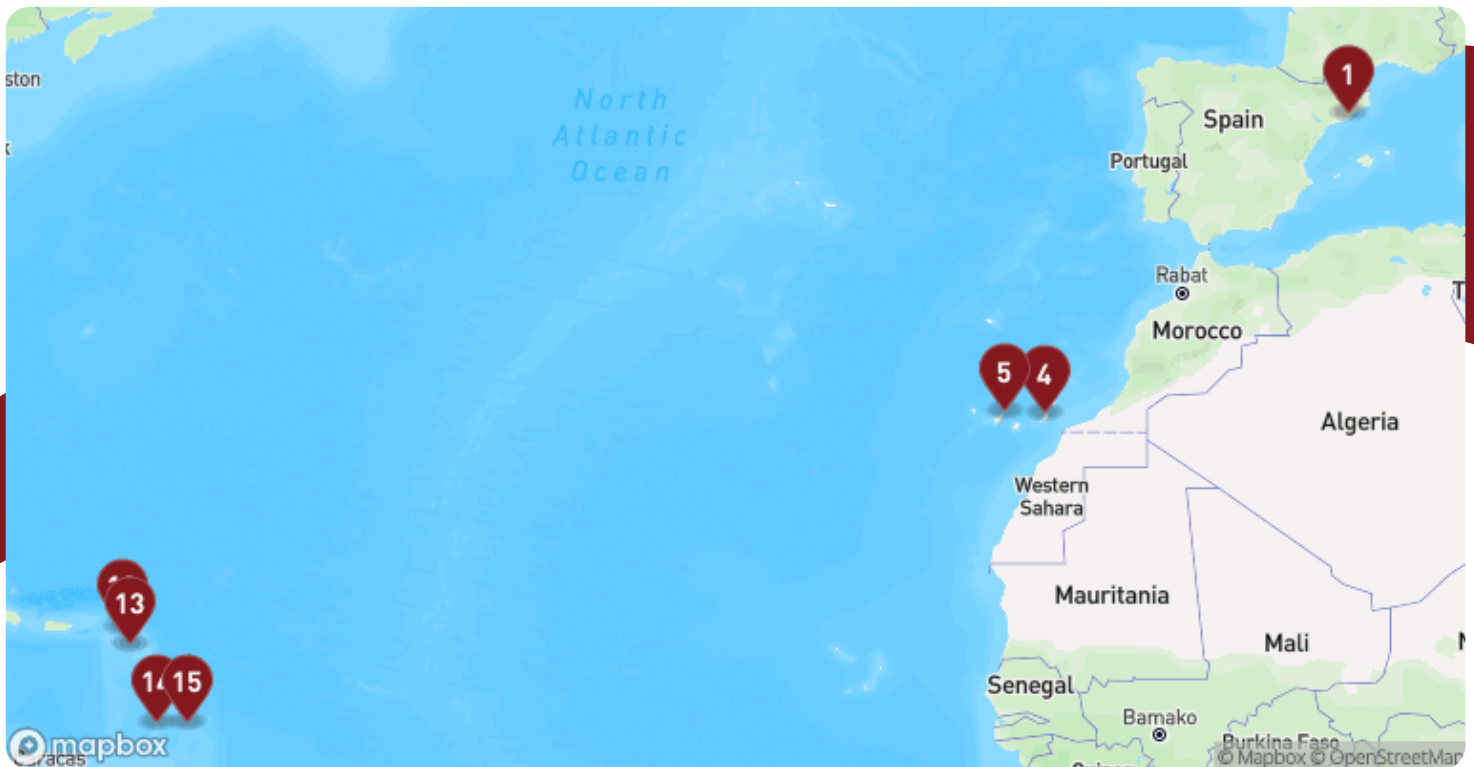 ston
1
North
Atlantic
Ocean
Spain
Portugal
Rabat
Morocco
5
4
Algeria
Western
Sahara
Mauritania
13
Mali
14
15
Senegal
Bamako
Burkina Faso
mapbox
© Mapbox © OpenStreetMap